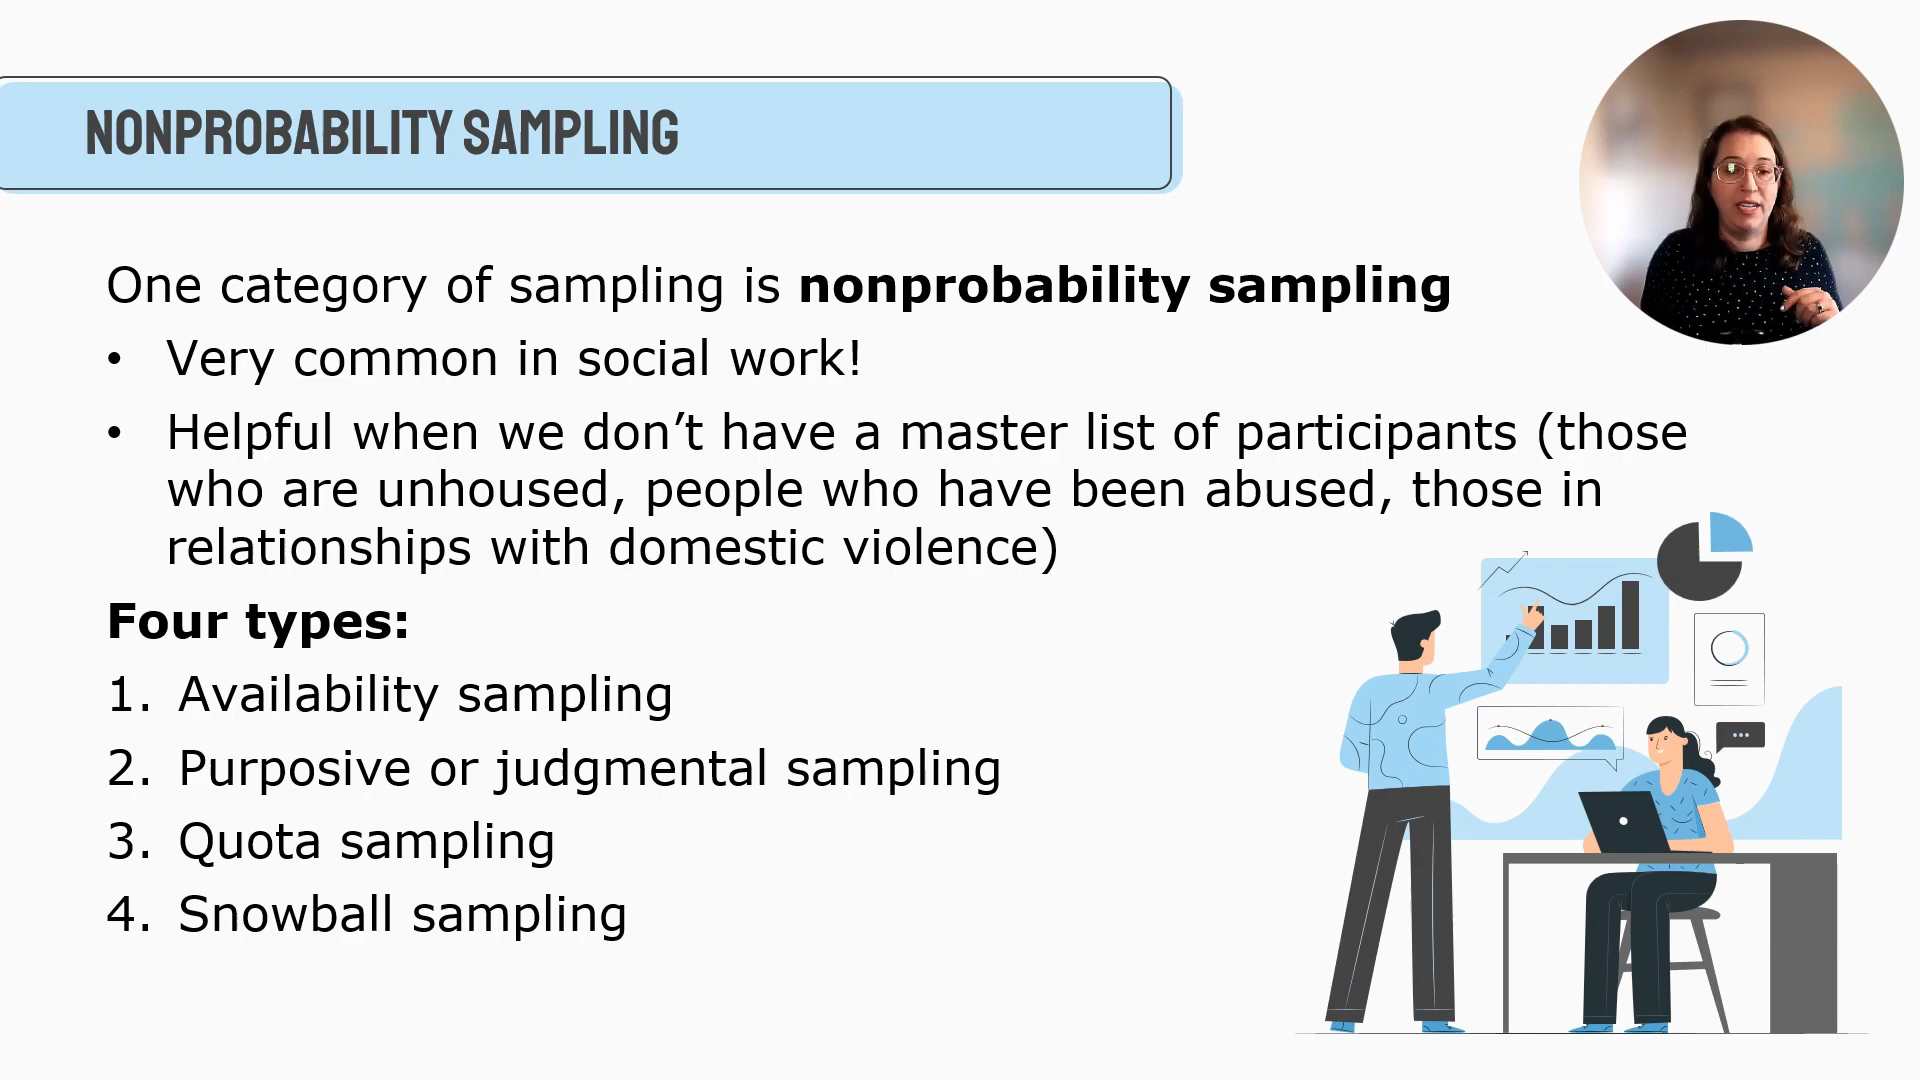 NONPROBABILITY SAMPLING
One category of sampling is nonprobability sampling
• Very common in social work!
• Helpful when we don’t have a master list of participants (those
who are unhoused, people who have been abused, those in
relationships with domestic violence)
Four types:
1. Availability sampling
2. Purposive or judgmental sampling
3. Quota sampling
4. Snowball sampling